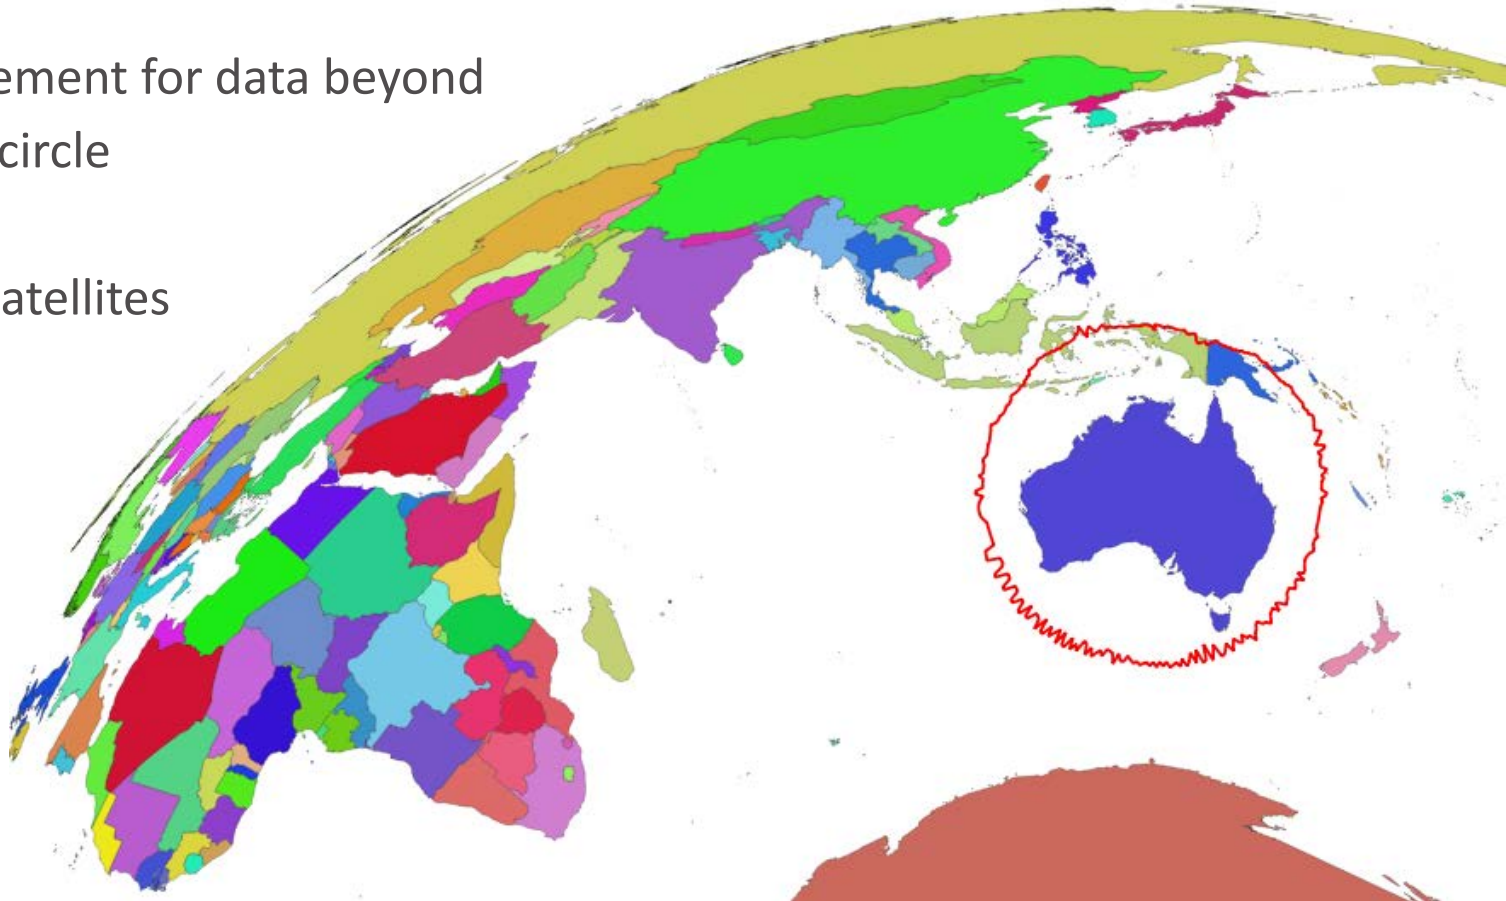 ement for data beyond
circle
atellites